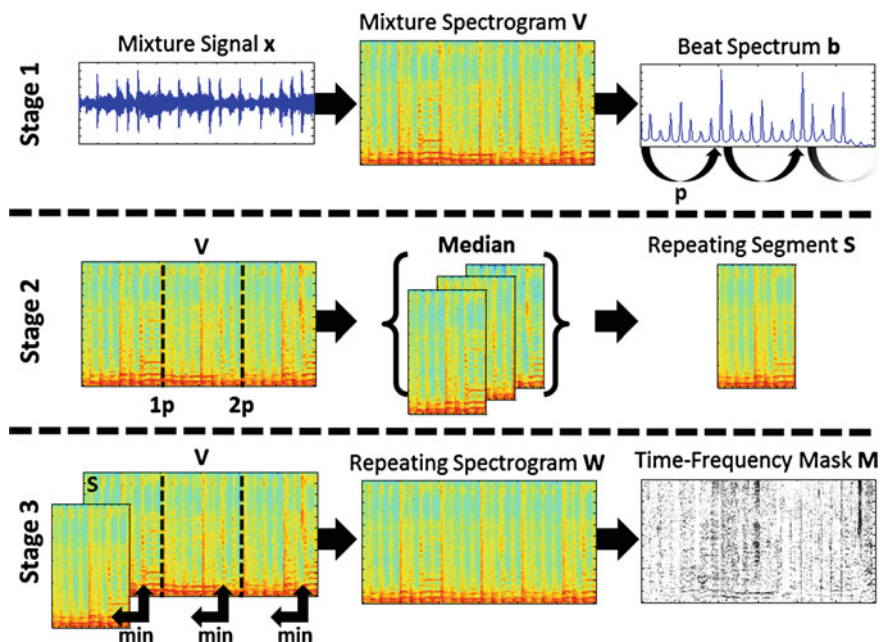 Stage 1
Mixture Signal x
Mixture Spectrogram V
Beat Spectrum b
p
Stage 2
V
Median
Repeating Segment S
1p
2p
Stage 3
S
V
Repeating Spectrogram W
Time-Frequency Mask M
min
min
min